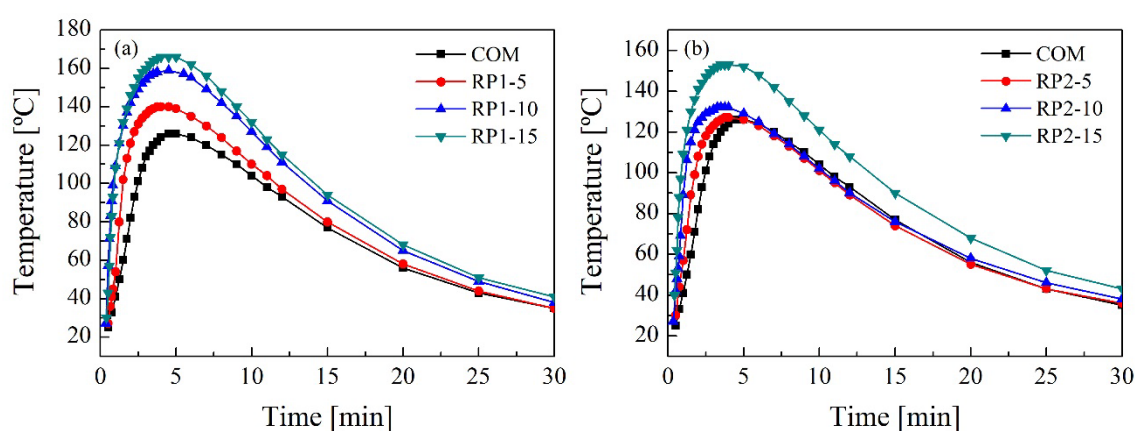 (a)
COM
RP1-5
RP1-10
RP1-15
Temperature [ºC]
180
160
140
120
100
80
60
40
20
0 5 10 15 20 25 30
Time [min]
(b)
COM
RP2-5
RP2-10
RP2-15
Temperature [ºC]
160
140
120
100
80
60
40
20
0 5 10 15 20 25 30
Time [min]